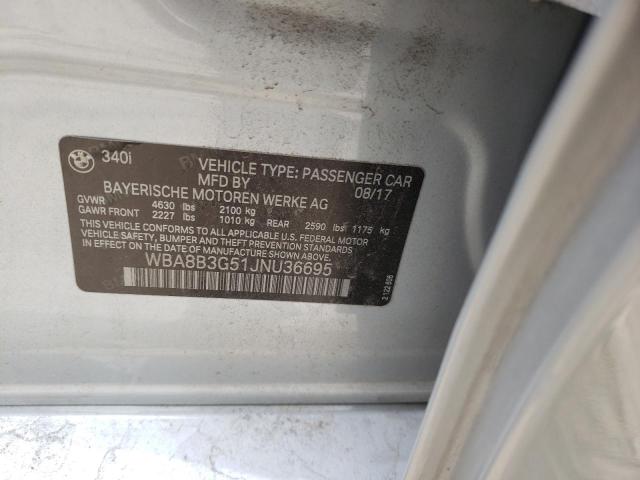 340i
VEHICLE TYPE: PASSENGER CAR
MFD BY 08/17
BAYERISCHE MOTOREN WERKE AG
GVWR 4630 lbs 2100 kg
GAWR FRONT 2227 lbs 1010 kg REAR 2590 lbs 1175 kg
THIS VEHICLE CONFORMS TO ALL APPLICABLE U.S. FEDERAL MOTOR
VEHICLE SAFETY, BUMPER, AND THEFT PREVENTION STANDARDS IN
EFFECT ON THE DATE OF MANUFACTURE SHOWN ABOVE.
WBA8B3G51JNU36695